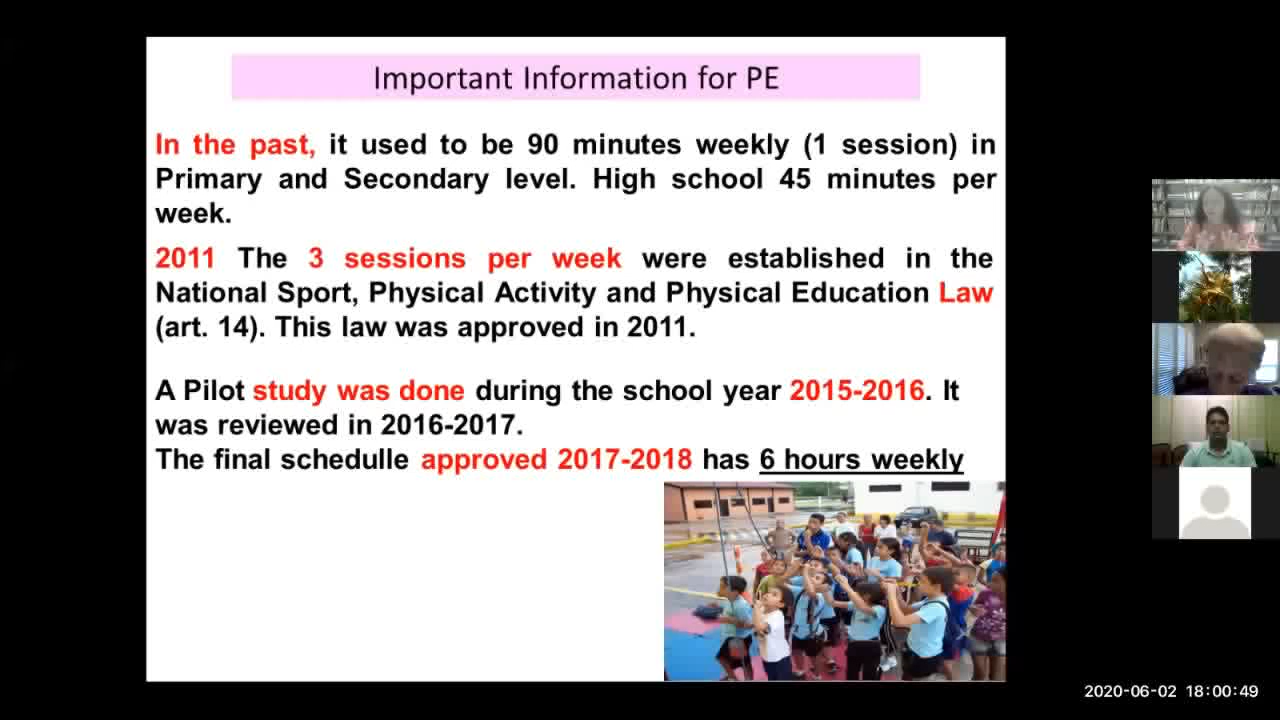 Important Information for PE
In the past, it used to be 90 minutes weekly (1 session) in
Primary and Secondary level. High school 45 minutes per
week.
2011 The 3 sessions per week were established in the
National Sport, Physical Activity and Physical Education Law
(art. 14). This law was approved in 2011.
A Pilot study was done during the school year 2015-2016. It
was reviewed in 2016-2017.
The final schedulle approved 2017-2018 has 6 hours weekly
2020-06-02 18:00:49